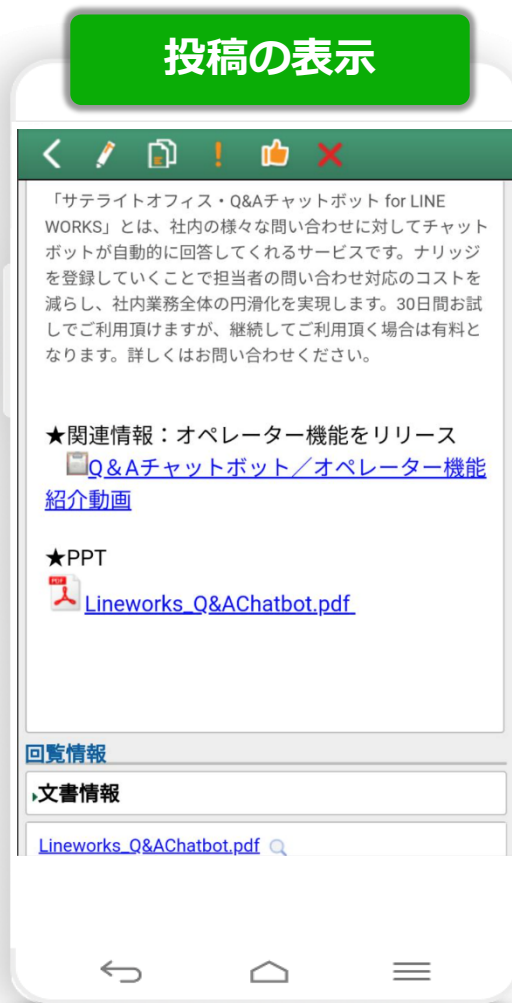 投稿の表示
「サテライトオフィス・Q&Aチャットボット for LINE
WORKS」とは、社内の様々な問い合わせに対してチャット
ボットが自動的に回答してくれるサービスです。ナリッジ
を登録していくことで担当者の問い合わせ対応のコストを
減らし、社内業務全体の円滑化を実現します。30日間お試
しでご利用頂けますが、継続してご利用頂く場合は有料と
なります。詳しくはお問い合わせください。
★関連情報：オペレーター機能をリリース
Q＆Aチャットボット／オペレーター機能
紹介動画
★PPT
PDF
Lineworks_Q&AChatbot.pdf
回覧情報
文書情報
Lineworks_Q&AChatbot.pdf